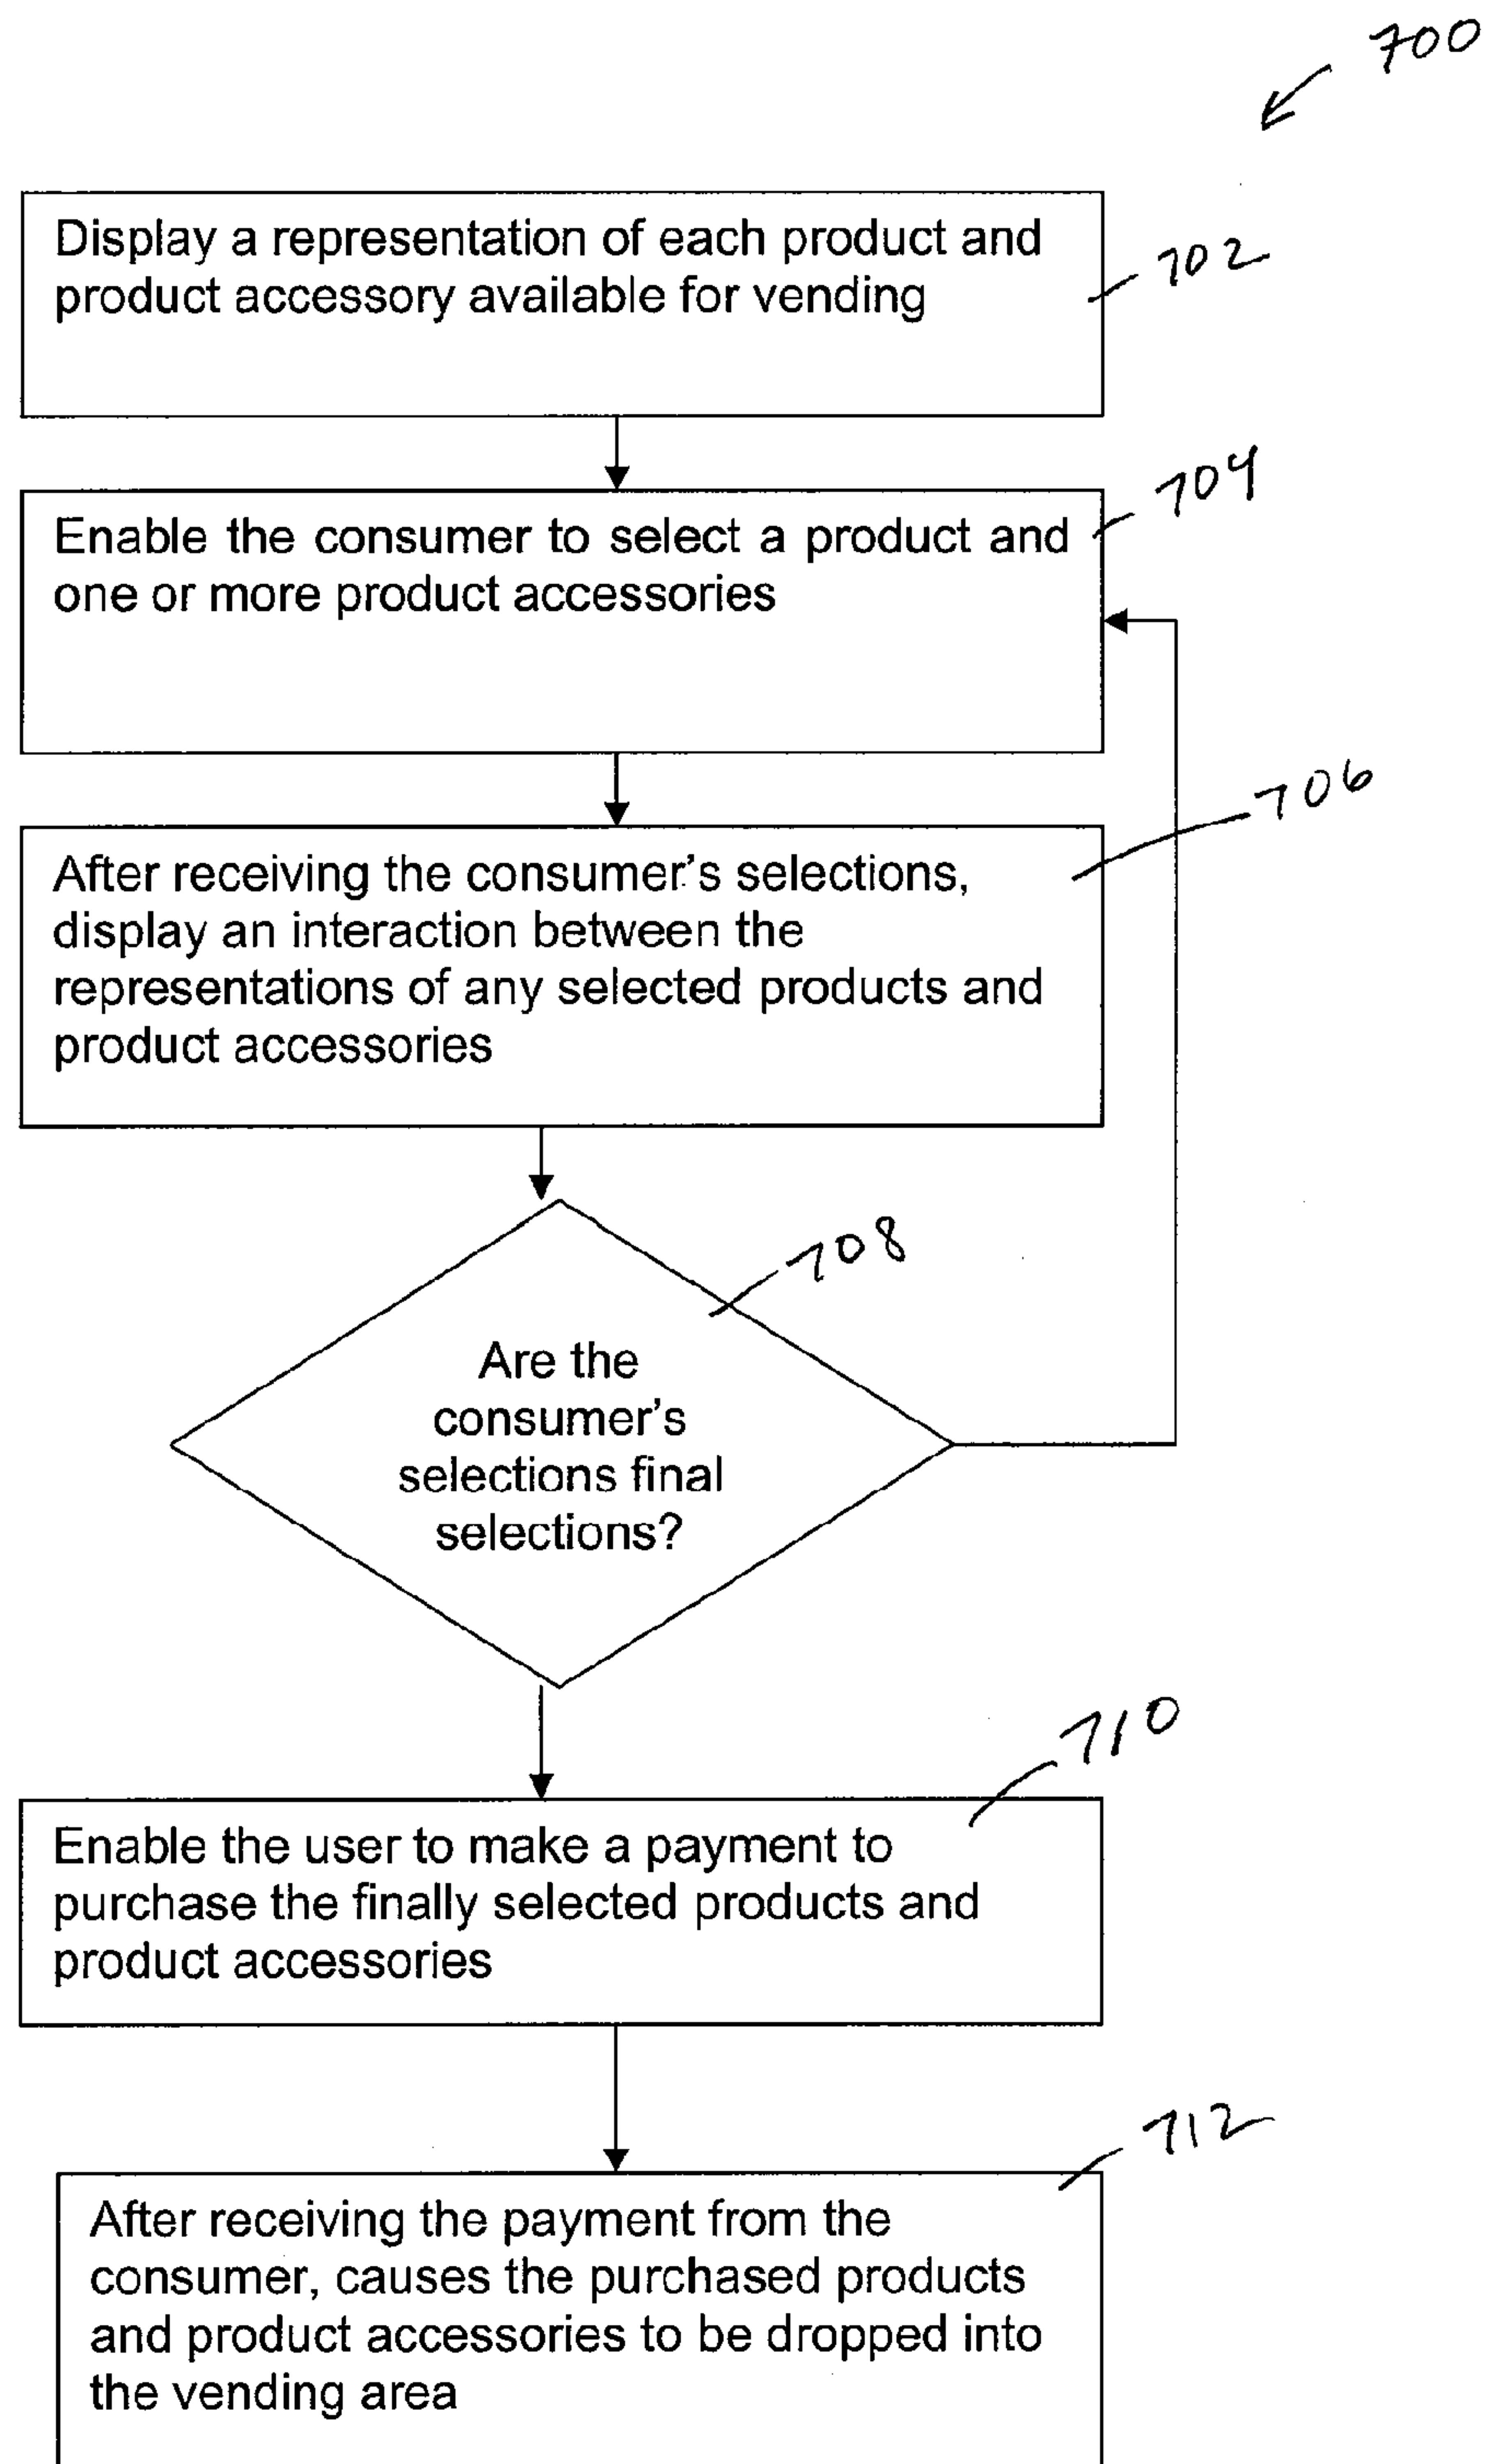 700
Display a representation of each product and
product accessory available for vending
702
Enable the consumer to select a product and
one or more product accessories
704
After receiving the consumer's selections,
display an interaction between the
representations of any selected products and
product accessories
706
Are the
consumer's
selections final
selections?
708
Enable the user to make a payment to
purchase the finally selected products and
product accessories
710
After receiving the payment from the
consumer, causes the purchased products
and product accessories to be dropped into
the vending area
712